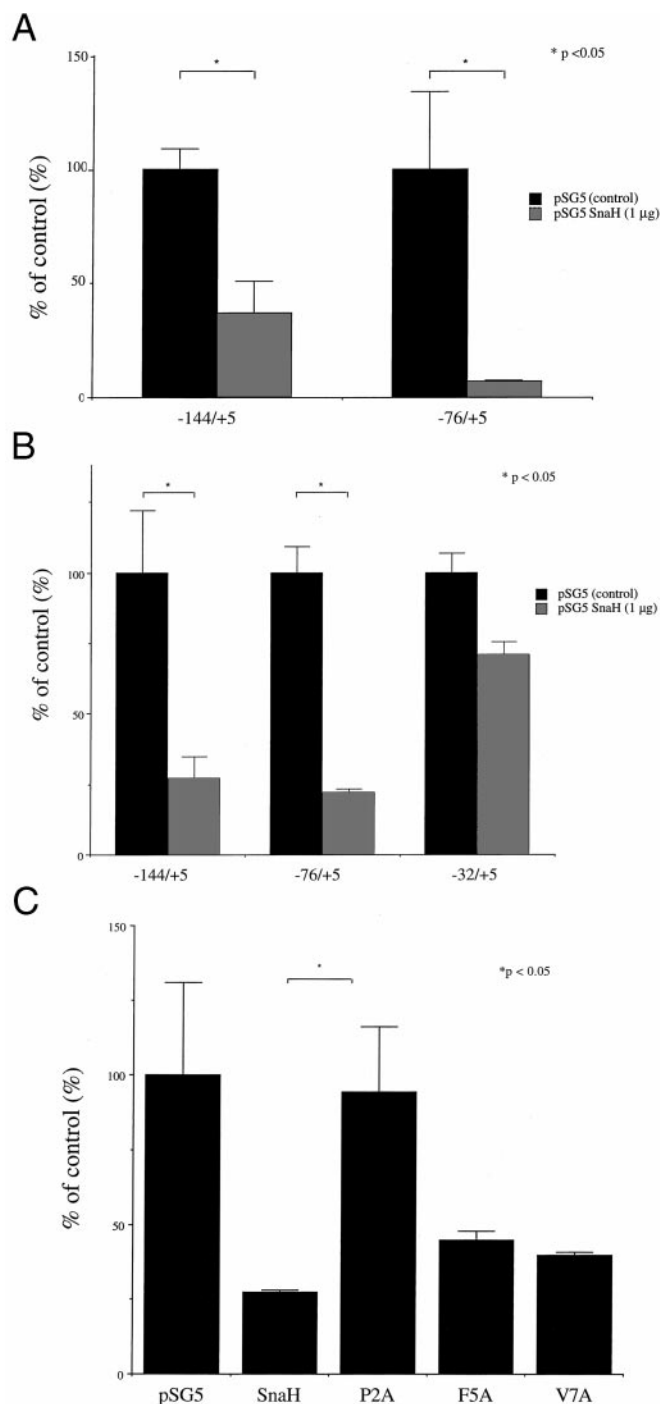 A
150
* p <0.05
*
*
100
pSG5 (control)
pSG5 SnaH (1 µg)
50
% of control (%)
0
-144/+5
-76/+5
B
* p < 0.05
*
*
100
pSG5 (control)
pSG5 SnaH (1 µg)
50
% of control (%)
0
-144/+5
-76/+5
-32/+5
C
150
*p < 0.05
*
100
50
% of control (%)
0
pSG5
SnaH
P2A
F5A
V7A